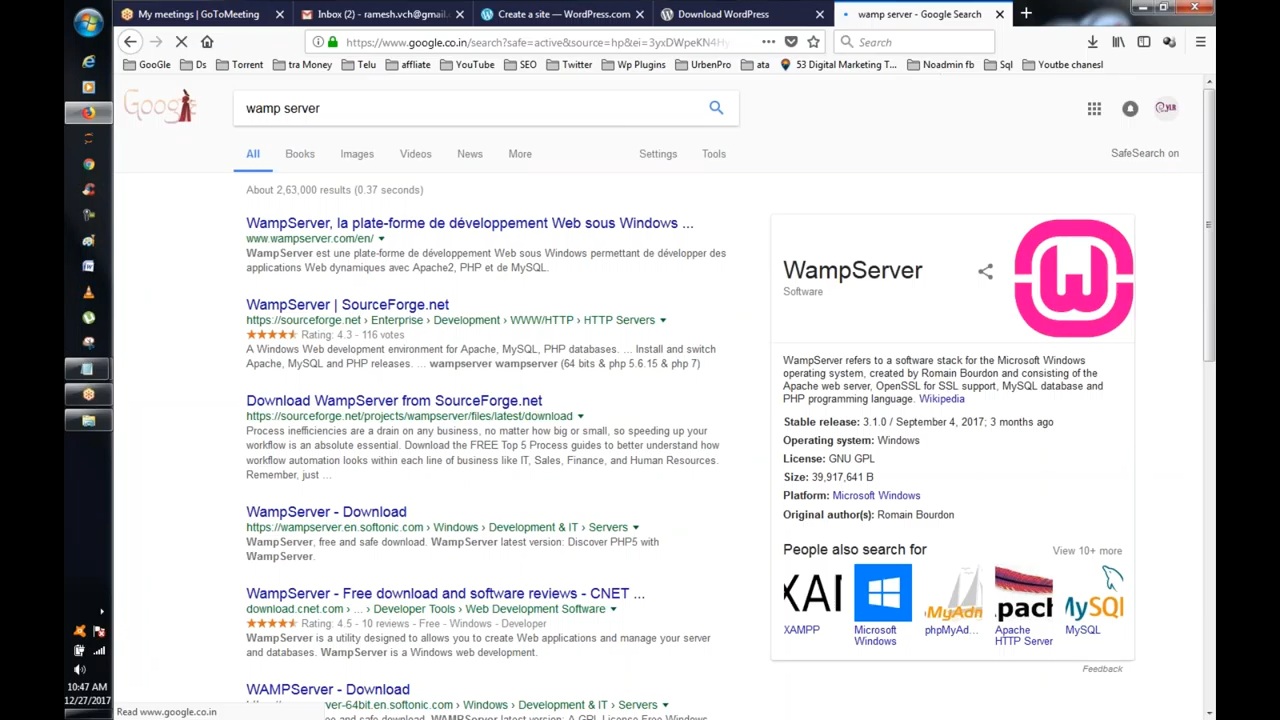 My meetings | GoToMeeting
Inbox (2) - ramesh.vch@gmail.
Create a site — WordPress.com
Download WordPress
wamp server - Google Search
https://www.google.co.in/search?safe=active&source=hp&ei=3yxDWpeKN4Hy
Search
GooGle
Ds
Torrent
tra Money
Telu
affliate
YouTube
SEO
Twitter
Wp Plugins
UrbenPro
ata
53 Digital Marketing T...
Noadmin fb
Sql
Youtbe chanesl
Google
wamp server
All
Books
Images
Videos
News
More
Settings
Tools
SafeSearch on
About 2,63,000 results (0.37 seconds)
WampServer, la plate-forme de développement Web sous Windows ...
www.wampserver.com/en/
WampServer est une plate-forme de développement Web sous Windows permettant de développer des
applications Web dynamiques avec Apache2, PHP et de MySQL.
WampServer | SourceForge.net
https://sourceforge.net › Enterprise › Development › WWW/HTTP › HTTP Servers
Rating: 4.3 - 116 votes
A Windows Web development environment for Apache, MySQL, PHP databases. ... Install and switch
Apache, MySQL and PHP releases. ... wampserver wampserver (64 bits & php 5.6.15 & php 7)
Download WampServer from SourceForge.net
https://sourceforge.net/projects/wampserver/files/latest/download
Process inefficiencies are a drain on any business, no matter how big or small, so speeding up your
workflow is an absolute essential. Download the FREE Top 5 Process guides to better understand how
workflow automation looks within each line of business like IT, Sales, Finance, and Human Resources.
Remember, just ...
WampServer - Download
https://wampserver.en.softonic.com › Windows › Development & IT › Servers
WampServer, free and safe download. WampServer latest version: Discover PHP5 with
WampServer.
WampServer - Free download and software reviews - CNET ...
download.cnet.com › ... › Developer Tools › Web Development Software
Rating: 4.5 - 10 reviews - Free - Windows - Developer
WampServer is a utility designed to allows you to create Web applications and manage your server
and databases. WampServer is a Windows web development.
WAMPServer - Download
ver-64bit.en.softonic.com › Windows › Development & IT › Servers
WampServer
Software
WampServer refers to a software stack for the Microsoft Windows
operating system, created by Romain Bourdon and consisting of the
Apache web server, OpenSSL for SSL support, MySQL database and
PHP programming language. Wikipedia
Stable release: 3.1.0 / September 4, 2017; 3 months ago
Operating system: Windows
License: GNU GPL
Size: 39,917,641 B
Platform: Microsoft Windows
Original author(s): Romain Bourdon
People also search for
View 10+ more
XAMPP
Microsoft
Windows
phpMyAd...
Apache
HTTP Server
MySQL
Feedback
10:47 AM
12/27/2017
Read www.google.co.in